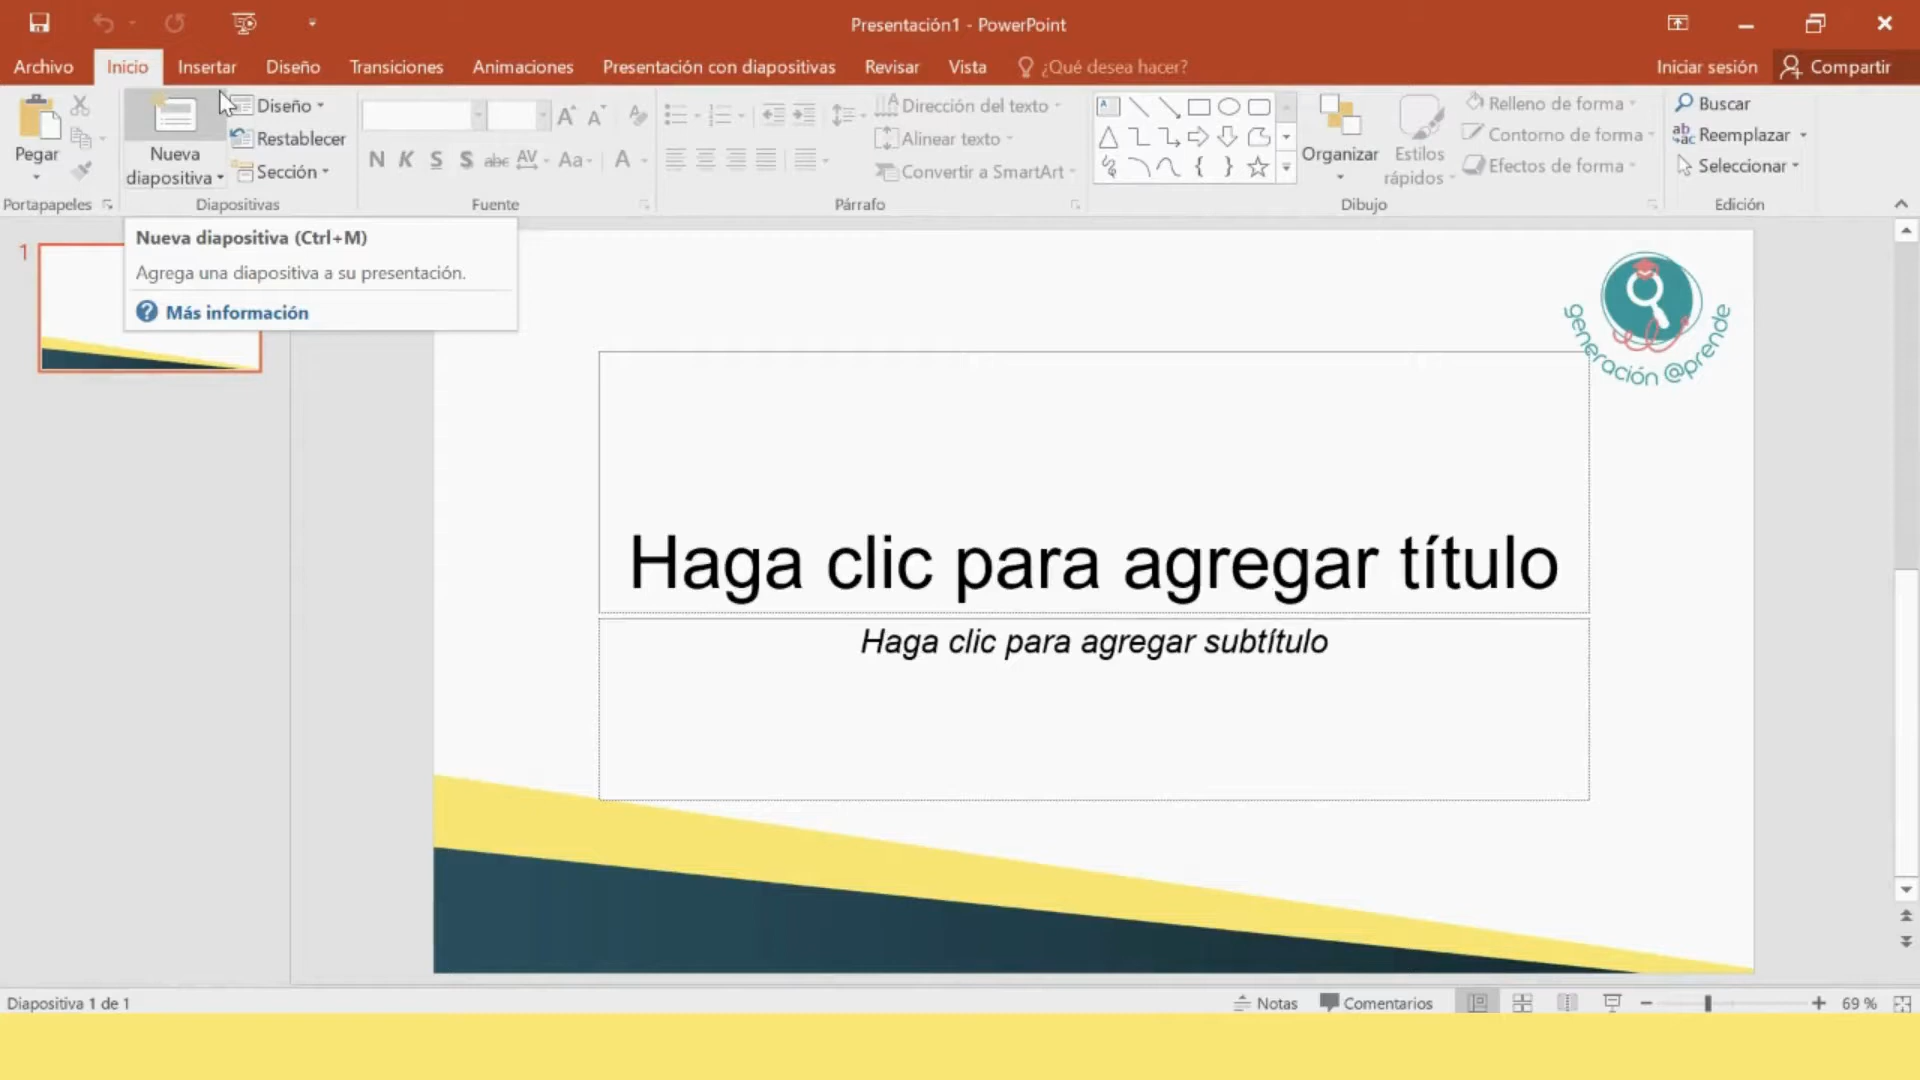 Presentación1 - PowerPoint
Archivo Inicio Insertar Diseño Transiciones Animaciones Presentación con diapositivas Revisar Vista ¿Qué desea hacer? Iniciar sesión Compartir
Pegar
Nueva
diapositiva
Diseño
Restablecer
Sección
N K S S abc AV Aa A
Dirección del texto
Alinear texto
Convertir a SmartArt
Organizar
Estilos
rápidos
Relleno de forma
Contorno de forma
Efectos de forma
Buscar
Reemplazar
Seleccionar
Portapapeles Diapositivas Fuente Párrafo Dibujo Edición
Nueva diapositiva (Ctrl+M)
Agrega una diapositiva a su presentación.
Más información
1
generación @prende
Haga clic para agregar título
Haga clic para agregar subtítulo
Diapositiva 1 de 1 Notas Comentarios 69 %